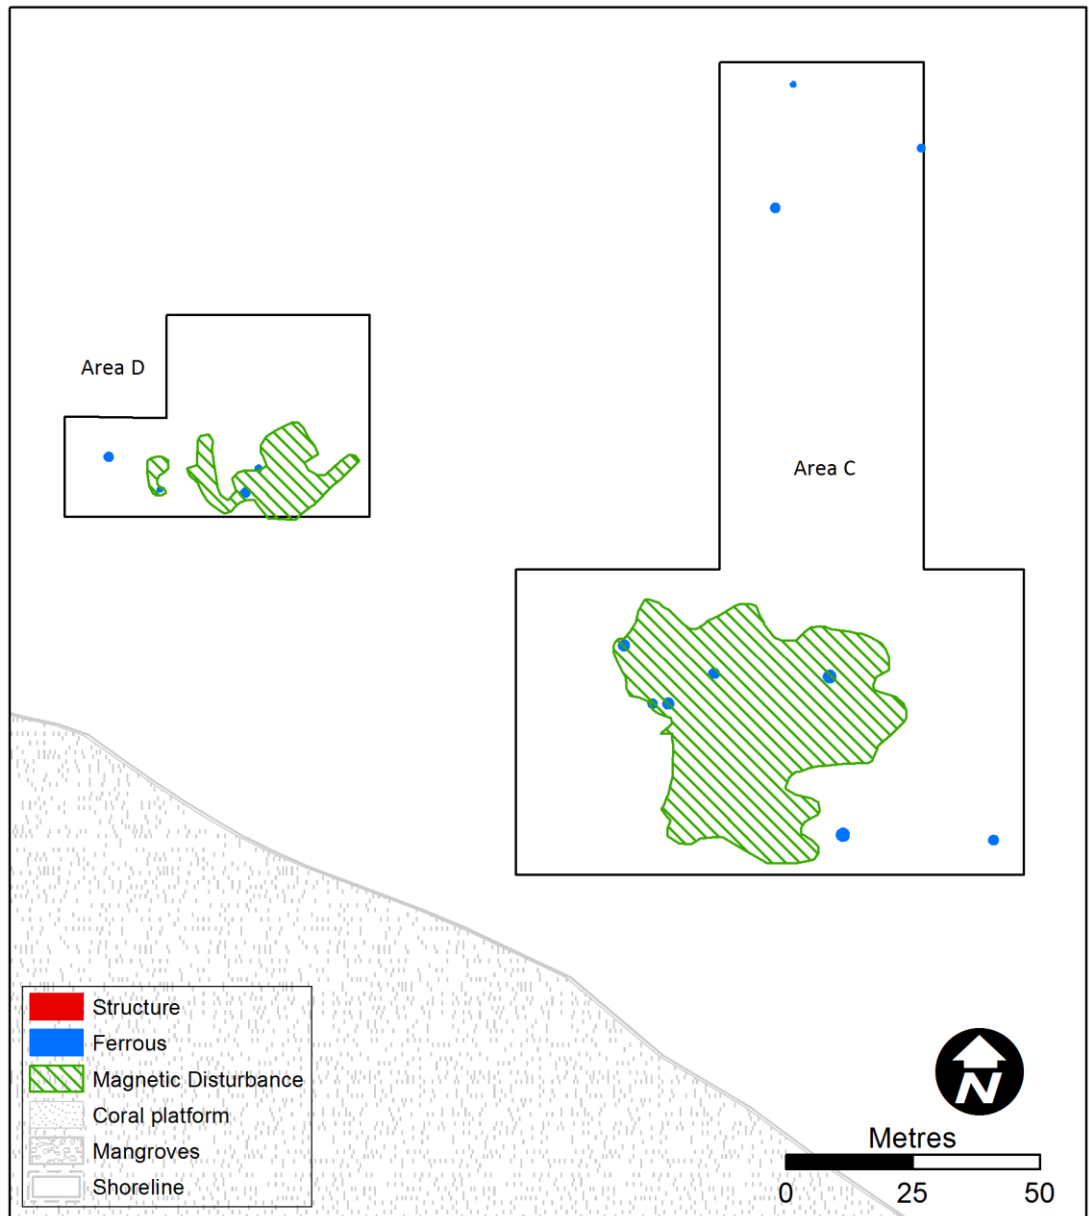 Area D
Area C
Structure
Ferrous
Magnetic Disturbance
Coral platform
Mangroves
Shoreline
N
Metres
0 25 50